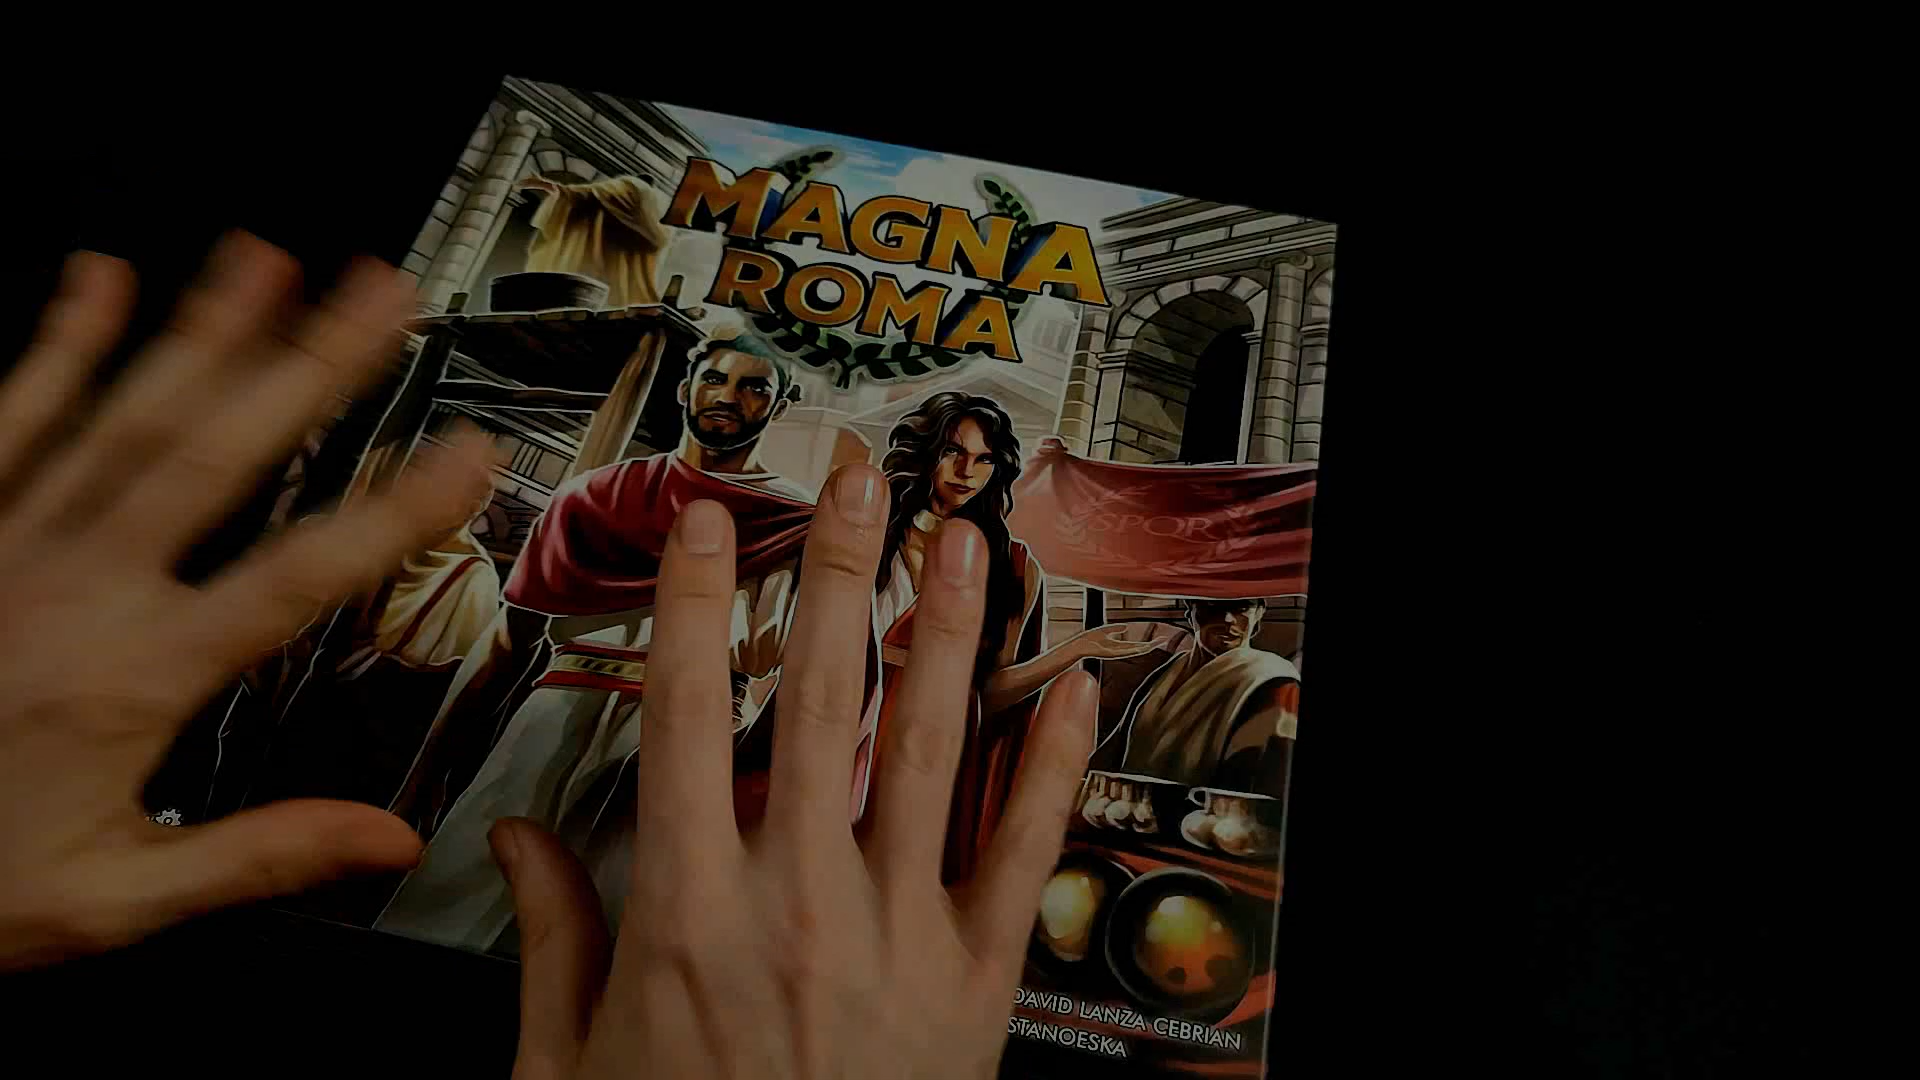 MAGNA
ROMA
SPQR
DAVID LANZA CEBRIAN
STANOESKA